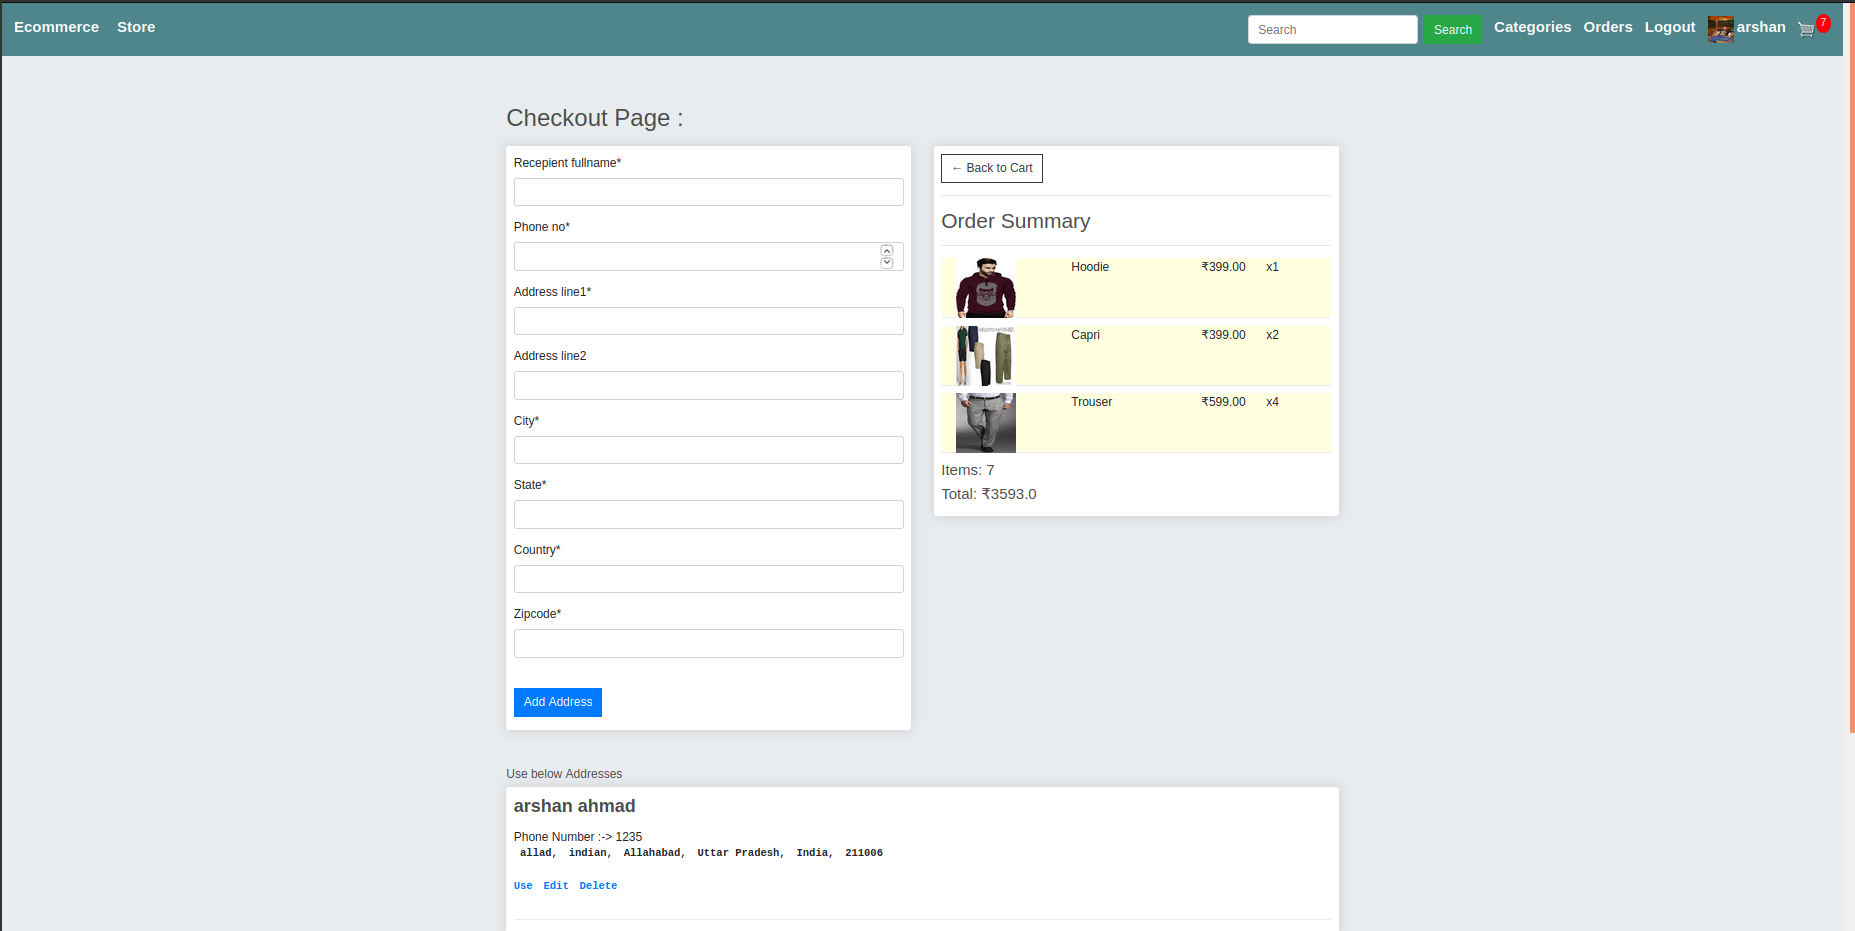 Ecommerce Store Search Search Categories Orders Logout arshan 7
Checkout Page :
Recepient fullname*
Phone no*
Address line1*
Address line2
City*
State*
Country*
Zipcode*
Add Address
← Back to Cart
Order Summary
Hoodie ₹399.00 x1
Capri ₹399.00 x2
Trouser ₹599.00 x4
Items: 7
Total: ₹3593.0
Use below Addresses
arshan ahmad
Phone Number :-> 1235
allad, indian, Allahabad, Uttar Pradesh, India, 211006
Use Edit Delete